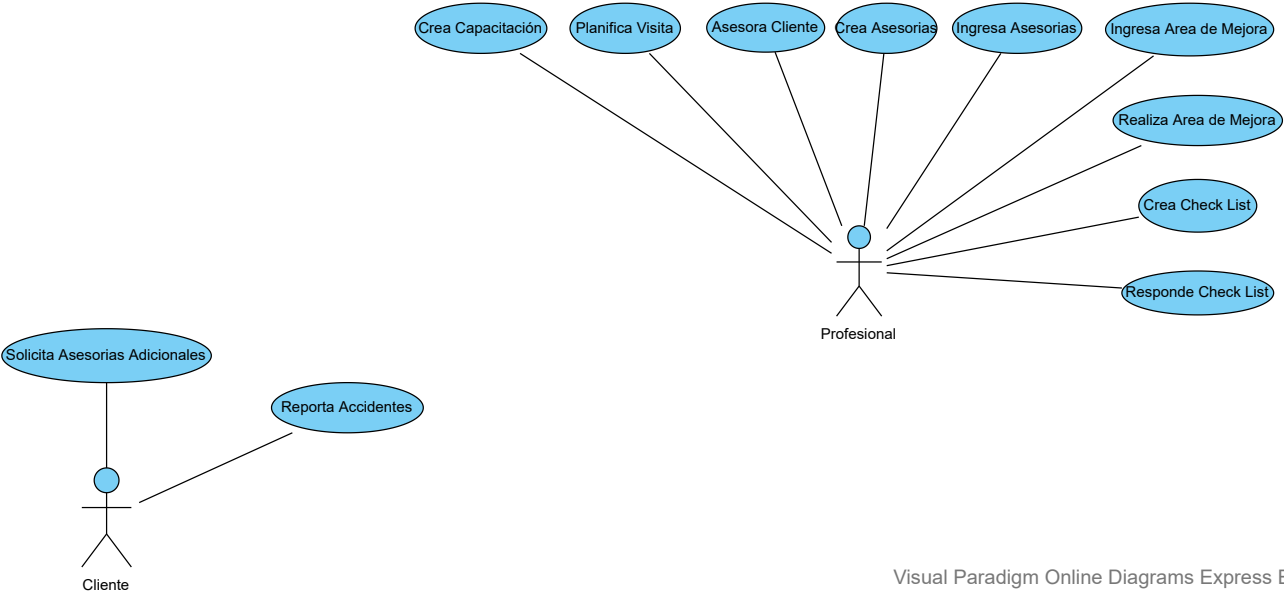 Crea Capacitación
Planifica Visita
Asesora Cliente
Crea Asesorias
Ingresa Asesorias
Ingresa Area de Mejora
Realiza Area de Mejora
Crea Check List
Responde Check List
Profesional
Solicita Asesorias Adicionales
Reporta Accidentes
Cliente
Visual Paradigm Online Diagrams Express E